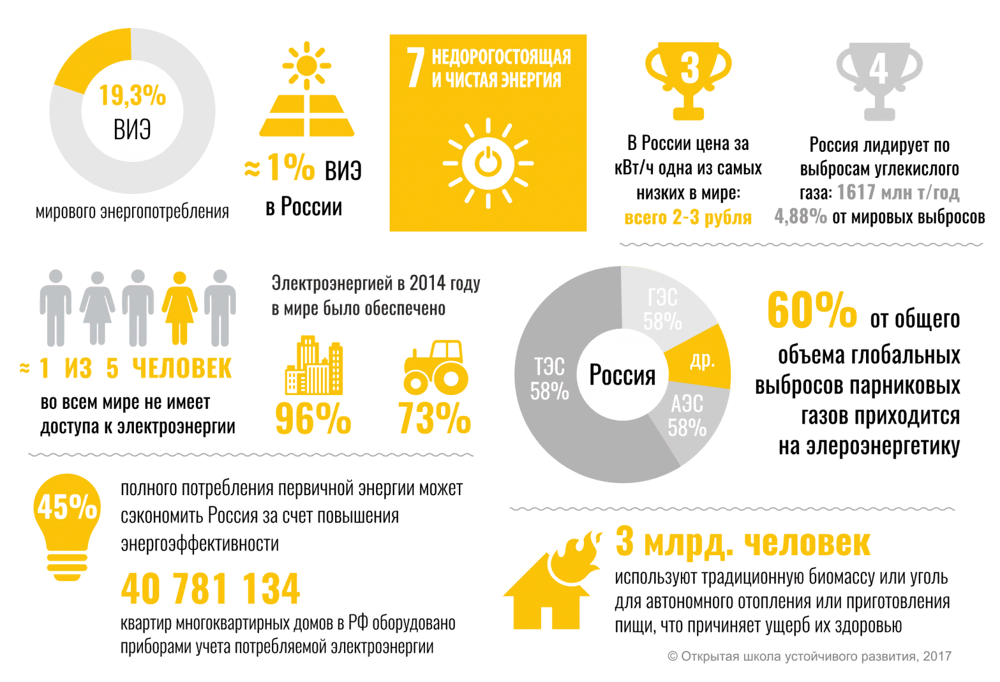 19,3%
ВИЭ
мирового энергопотребления
≈ 1% ВИЭ
в России
7 НЕДОРОГОСТОЯЩАЯ
И ЧИСТАЯ ЭНЕРГИЯ
3
В России цена за
кВт/ч одна из самых
низких в мире:
всего 2-3 рубля
4
Россия лидирует по
выбросам углекислого
газа: 1617 млн т/год
4,88% от мировых выбросов
≈ 1 ИЗ 5 ЧЕЛОВЕК
во всем мире не имеет
доступа к электроэнергии
Электроэнергией в 2014 году
в мире было обеспечено
96%
73%
ГЭС
58%
др.
ТЭС
58%
Россия
АЭС
58%
60% от общего
объема глобальных
выбросов парниковых
газов приходится
на элероэнергетику
45%
полного потребления первичной энергии может
сэкономить Россия за счет повышения
энергоэффективности
40 781 134
квартир многоквартирных домов в РФ оборудовано
приборами учета потребляемой электроэнергии
3 млрд. человек
используют традиционную биомассу или уголь
для автономного отопления или приготовления
пищи, что причиняет ущерб их здоровью
© Открытая школа устойчивого развития, 2017